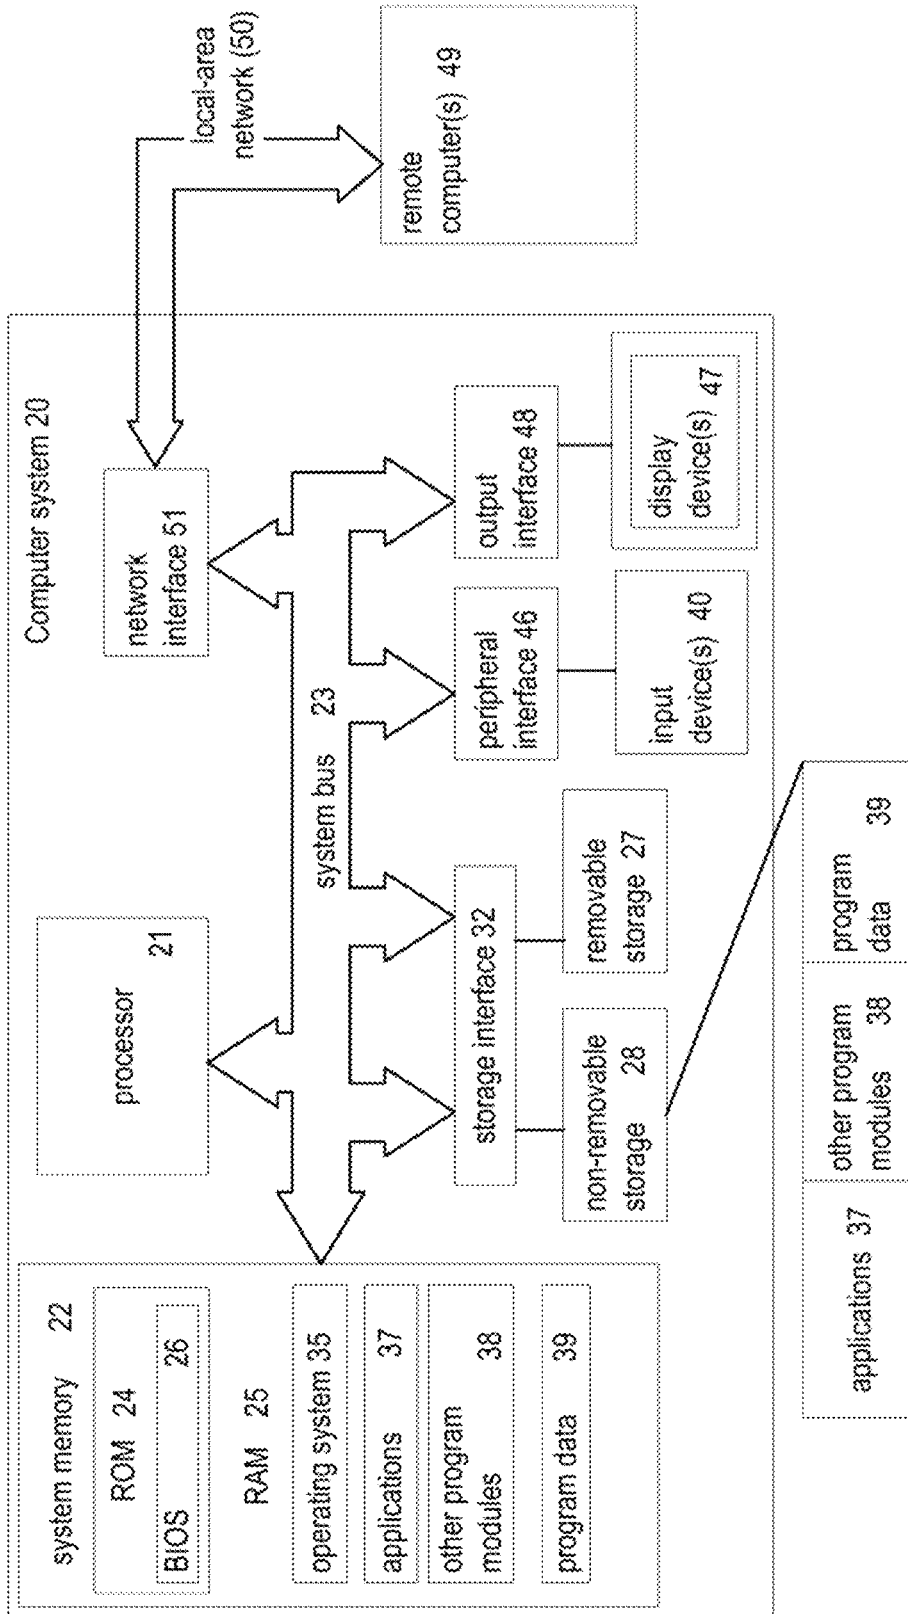 Computer system 20
system memory 22
ROM 24
BIOS 26
RAM 25
operating system 35
applications 37
other program
modules 38
program data 39
processor
21
network
interface 51
local-area
network (50)
system bus 23
storage interface 32
peripheral
interface 46
output
interface 48
remote
computer(s) 49
non-removable
storage 28
removable
storage 27
input
device(s) 40
display
device(s) 47
applications 37
other program
modules 38
program
data 39